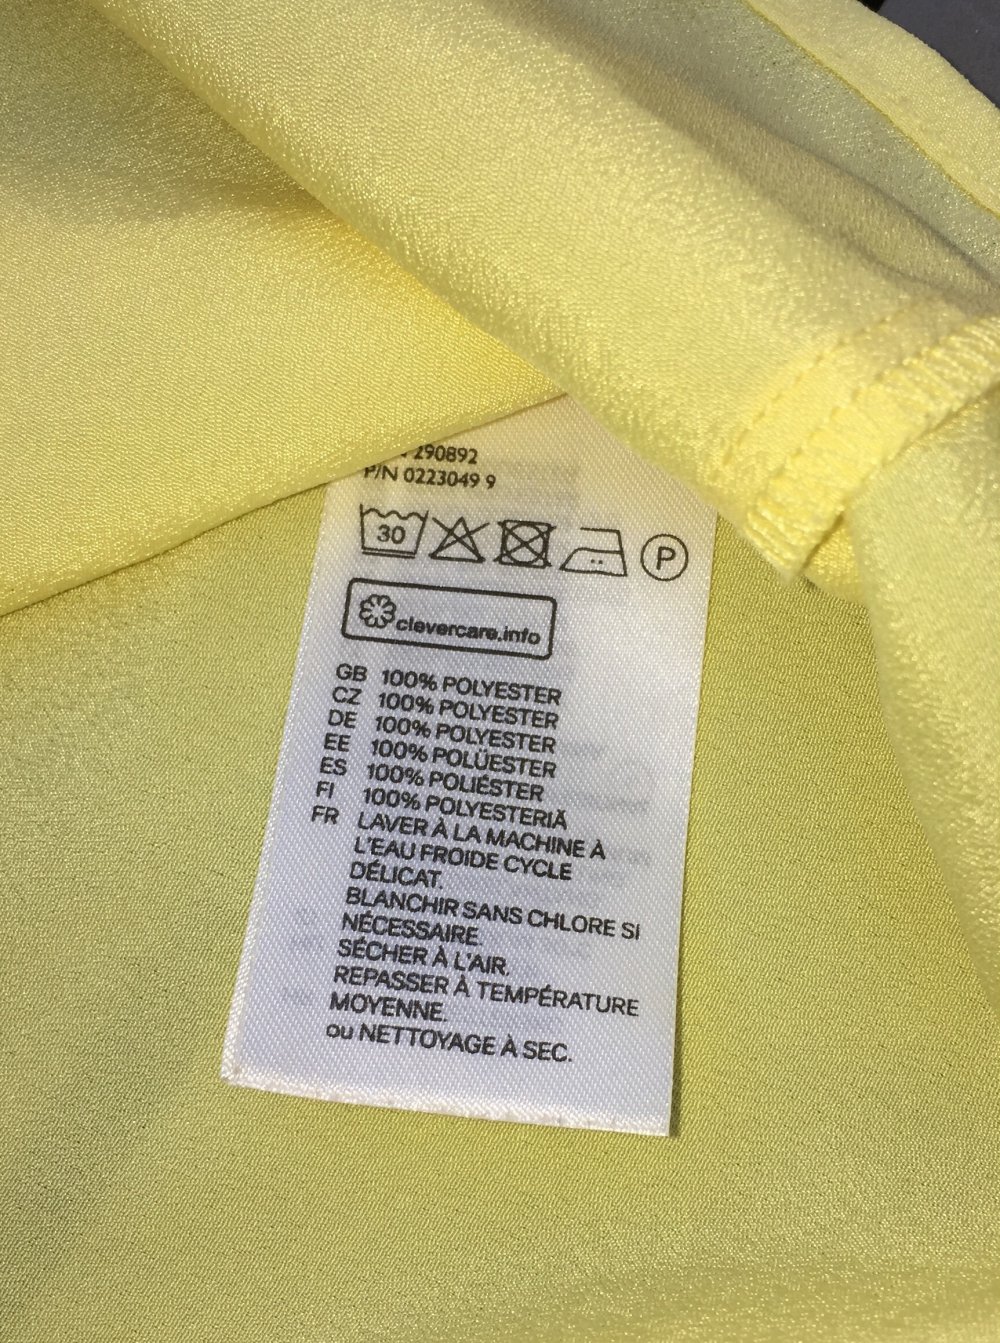 290892
P/N 0223049 9
30
P
clevercare.info
GB 100% POLYESTER
CZ 100% POLYESTER
DE 100% POLYESTER
EE 100% POLÜESTER
ES 100% POLIÉSTER
FI 100% POLYESTERIÄ
FR LAVER À LA MACHINE À
L'EAU FROIDE CYCLE
DÉLICAT.
BLANCHIR SANS CHLORE SI
NÉCESSAIRE.
SÉCHER À L'AIR.
REPASSER À TEMPÉRATURE
MOYENNE.
ou NETTOYAGE À SEC.